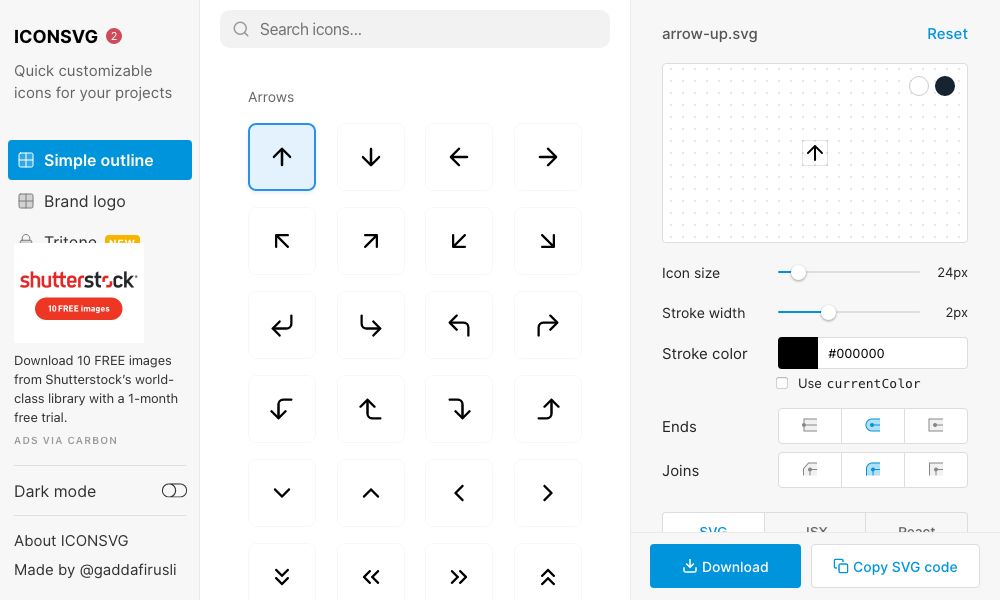 ICONSVG 2
Quick customizable
icons for your projects
Simple outline
Brand logo
Tritone NEW
shutterstock
10 FREE images
Download 10 FREE images
from Shutterstock's world-
class library with a 1-month
free trial.
ADS VIA CARBON
Dark mode
About ICONSVG
Made by @gaddafirusli
Search icons...
Arrows
arrow-up.svg
Reset
Icon size
24px
Stroke width
2px
Stroke color
#000000
Use currentColor
Ends
Joins
SVG
JSX
React
Download
Copy SVG code